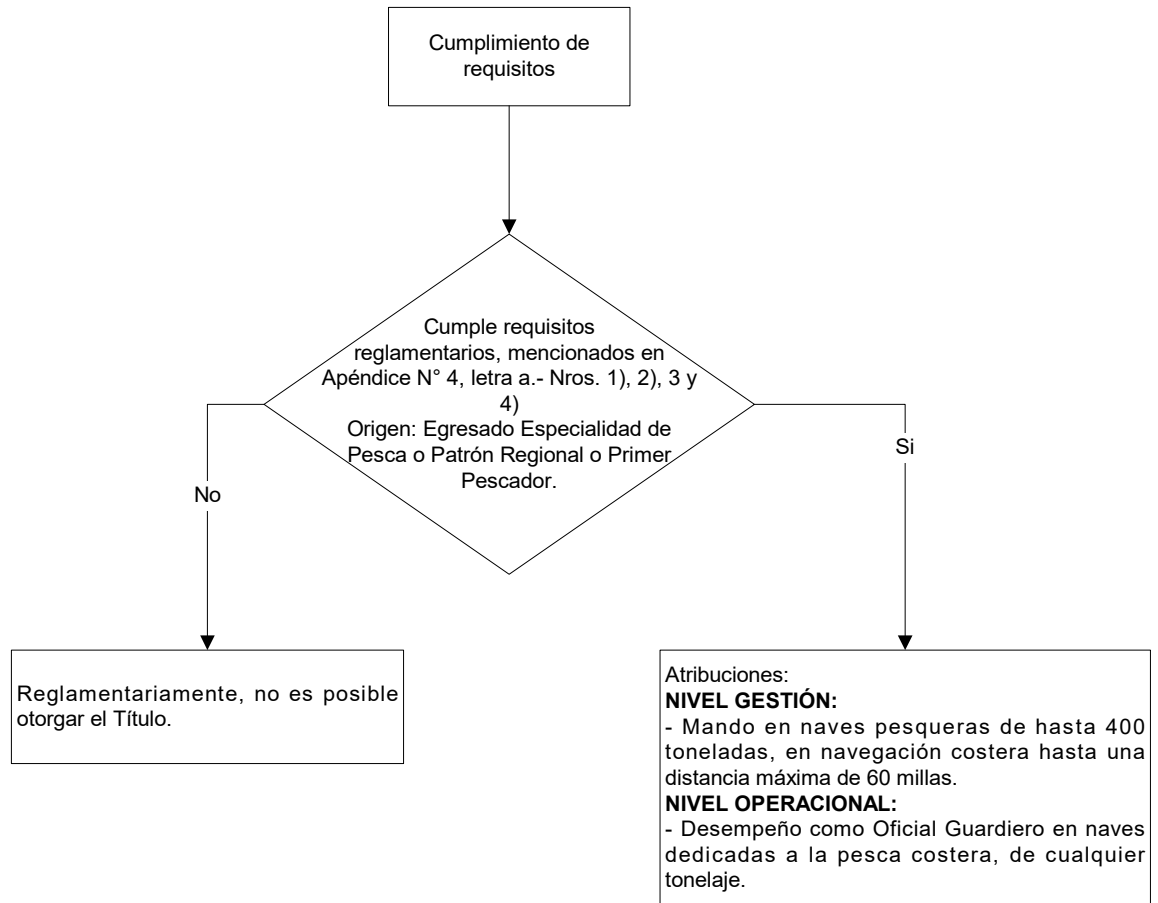 Cumplimiento de
requisitos
Cumple requisitos
reglamentarios, mencionados en
Apéndice N° 4, letra a.- Nros. 1), 2), 3 y
4)
Origen: Egresado Especialidad de
Pesca o Patrón Regional o Primer
Pescador.
No
Si
Reglamentariamente, no es posible
otorgar el Título.
Atribuciones:
NIVEL GESTIÓN:
- Mando en naves pesqueras de hasta 400
toneladas, en navegación costera hasta una
distancia máxima de 60 millas.
NIVEL OPERACIONAL:
- Desempeño como Oficial Guardiero en naves
dedicadas a la pesca costera, de cualquier
tonelaje.